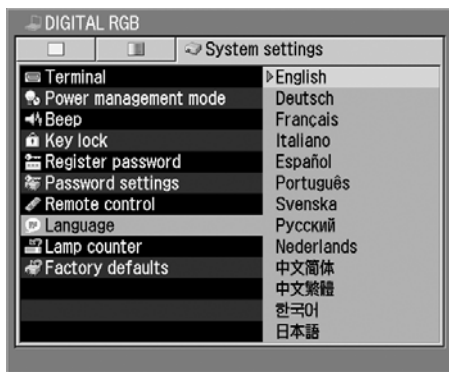 DIGITAL RGB
System settings
Terminal
Power management mode
Beep
Key lock
Register password
Password settings
Remote control
Language
Lamp counter
Factory defaults
English
Deutsch
Français
Italiano
Español
Português
Svenska
Русский
Nederlands
中文简体
中文繁體
한국어
日本語